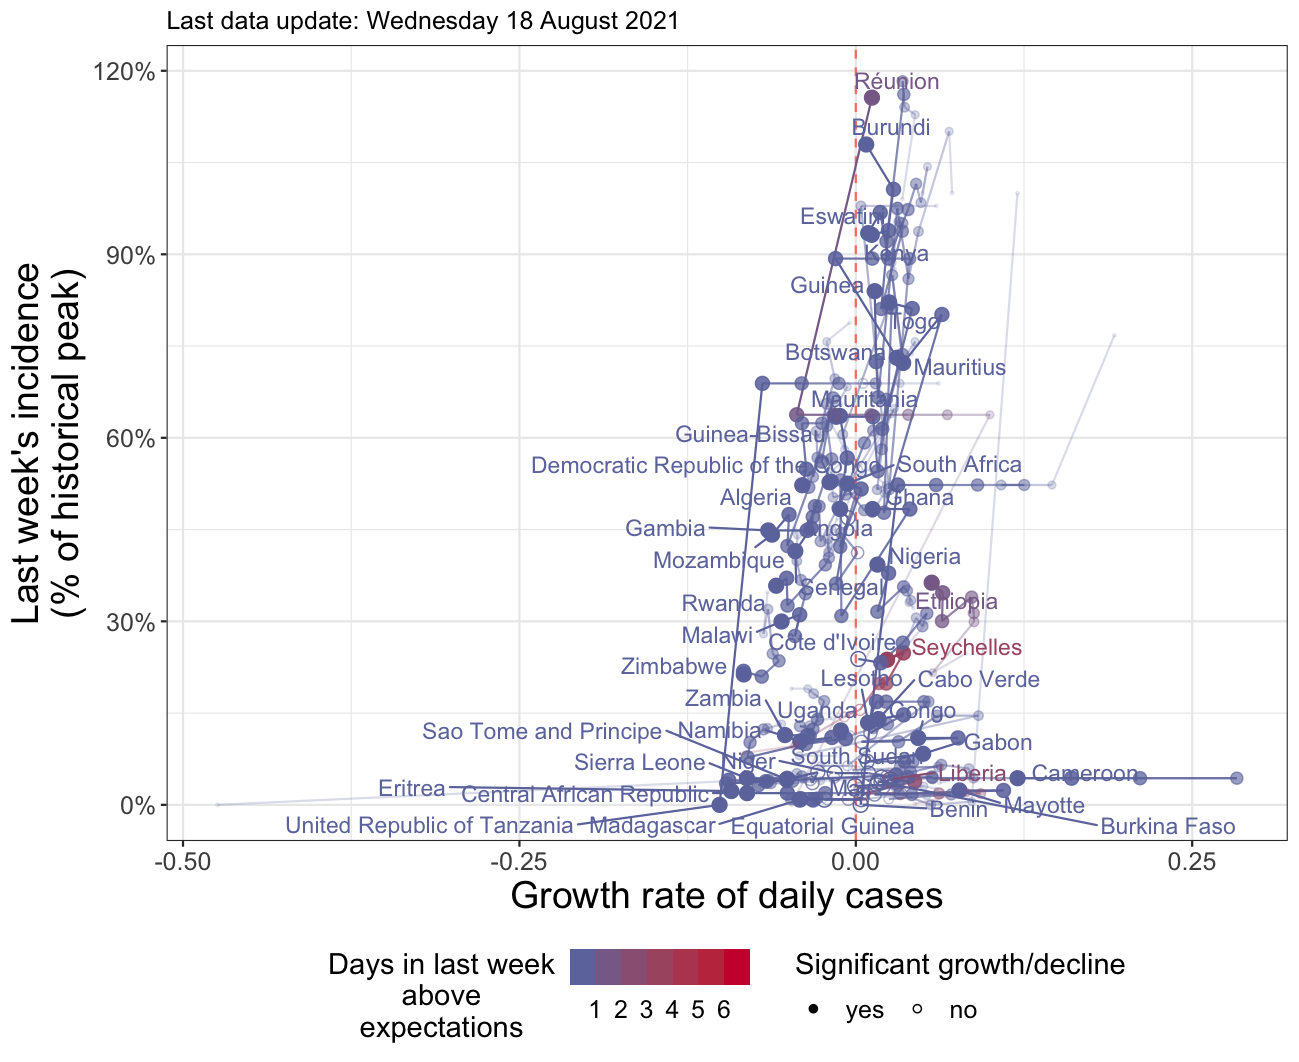 Last data update: Wednesday 18 August 2021
120%
90%
60%
30%
0%
Last week's incidence
(% of historical peak)
Réunion
Burundi
Eswatini
Kenya
Guinea
Togo
Botswana
Mauritius
Mauritania
Guinea-Bissau
Democratic Republic of the Congo
South Africa
Algeria
Ghana
Gambia
Angola
Mozambique
Nigeria
Senegal
Rwanda
Ethiopia
Malawi
Cote d'Ivoire
Seychelles
Zimbabwe
Lesotho
Cabo Verde
Zambia
Uganda
Congo
Sao Tome and Principe
Namibia
Gabon
South Sudan
Sierra Leone
Niger
Liberia
Cameroon
Eritrea
Central African Republic
Mayotte
Benin
United Republic of Tanzania
Madagascar
Equatorial Guinea
Burkina Faso
-0.50
-0.25
0.00
0.25
Growth rate of daily cases
Days in last week
above
expectations
1 2 3 4 5 6
Significant growth/decline
yes
no